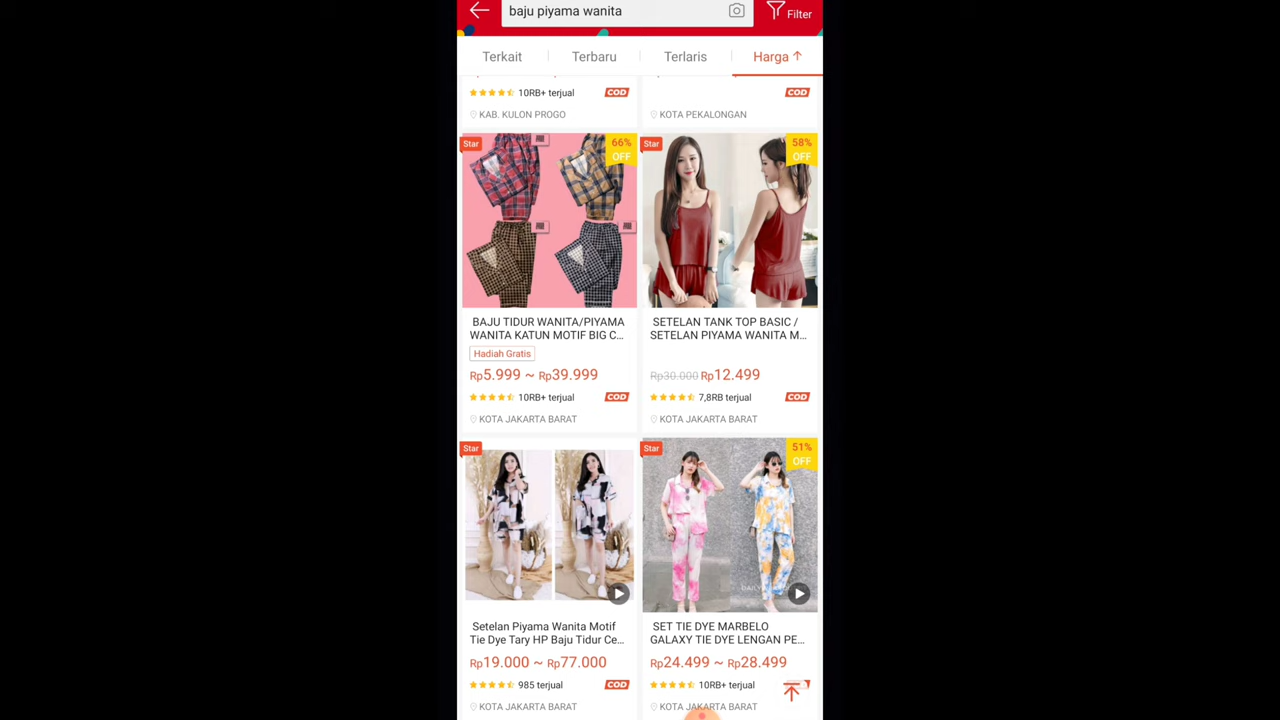 baju piyama wanita
Filter
Terkait
Terbaru
Terlaris
Harga ↑
10RB+ terjual
COD
KAB. KULON PROGO
COD
KOTA PEKALONGAN
Star
66%
OFF
BAJU TIDUR WANITA/PIYAMA
WANITA KATUN MOTIF BIG C...
Hadiah Gratis
Rp5.999 ~ Rp39.999
10RB+ terjual
COD
KOTA JAKARTA BARAT
Star
58%
OFF
SETELAN TANK TOP BASIC /
SETELAN PIYAMA WANITA M...
Rp30.000 Rp12.499
7,8RB terjual
COD
KOTA JAKARTA BARAT
Star
Setelan Piyama Wanita Motif
Tie Dye Tary HP Baju Tidur Ce...
Rp19.000 ~ Rp77.000
985 terjual
COD
KOTA JAKARTA BARAT
Star
51%
OFF
SET TIE DYE MARBELO
GALAXY TIE DYE LENGAN PE...
Rp24.499 ~ Rp28.499
10RB+ terjual
KOTA JAKARTA BARAT